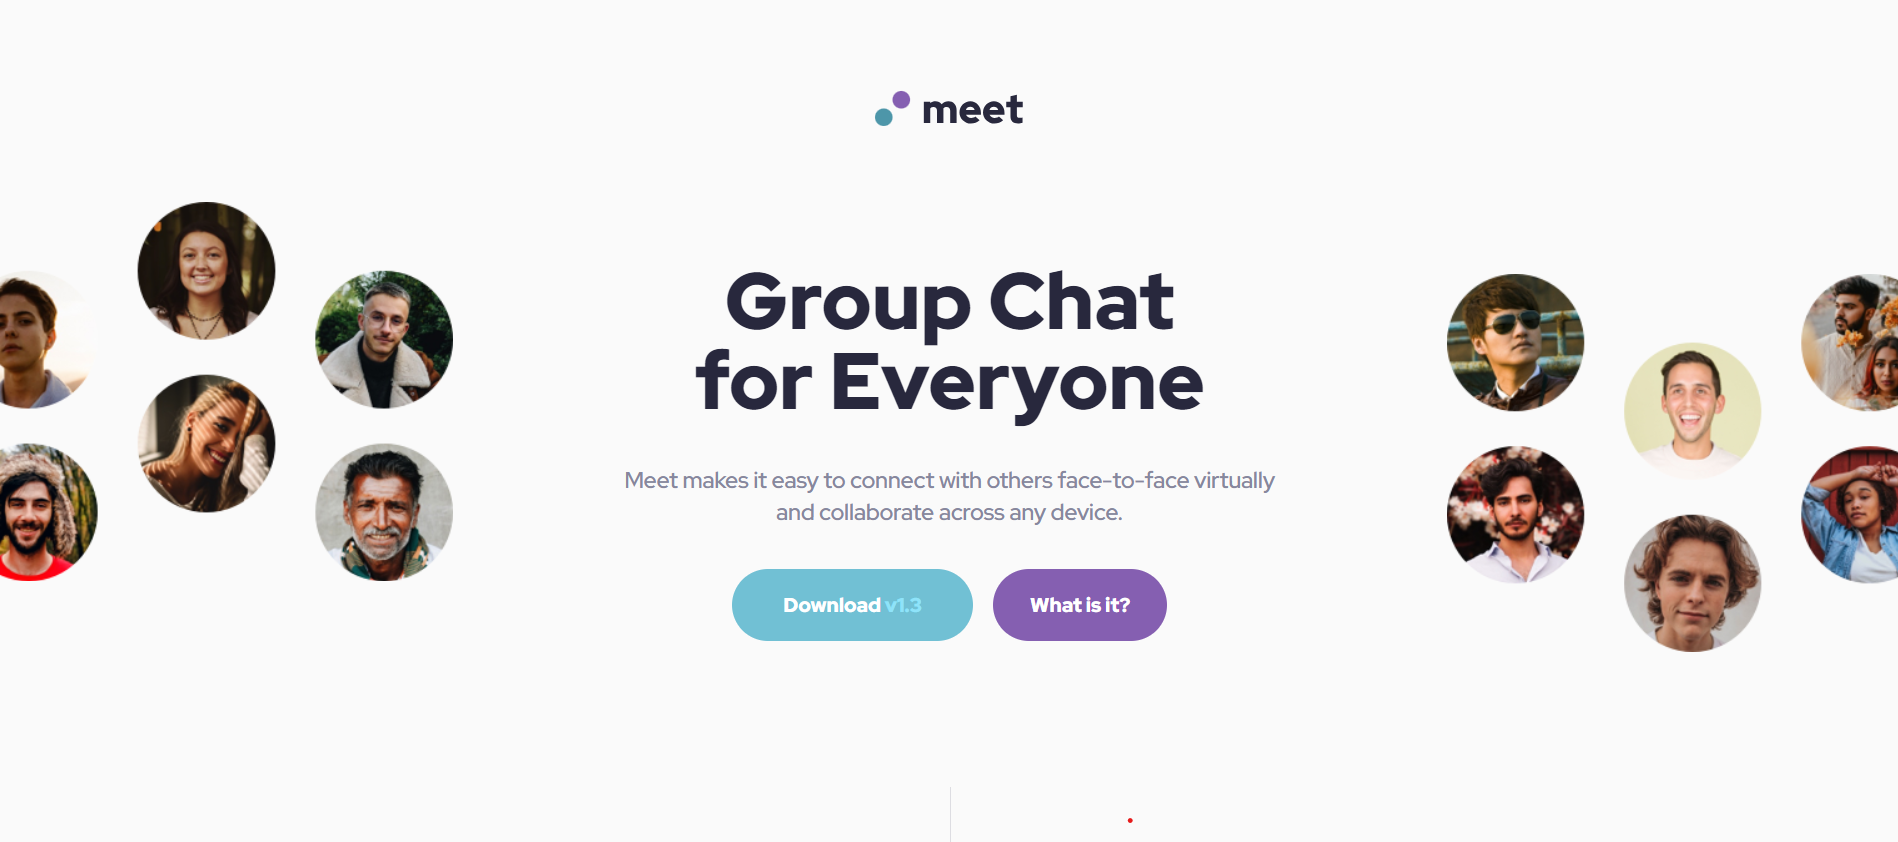 meet
Group Chat
for Everyone
Meet makes it easy to connect with others face-to-face virtually
and collaborate across any device.
Download v1.3
What is it?